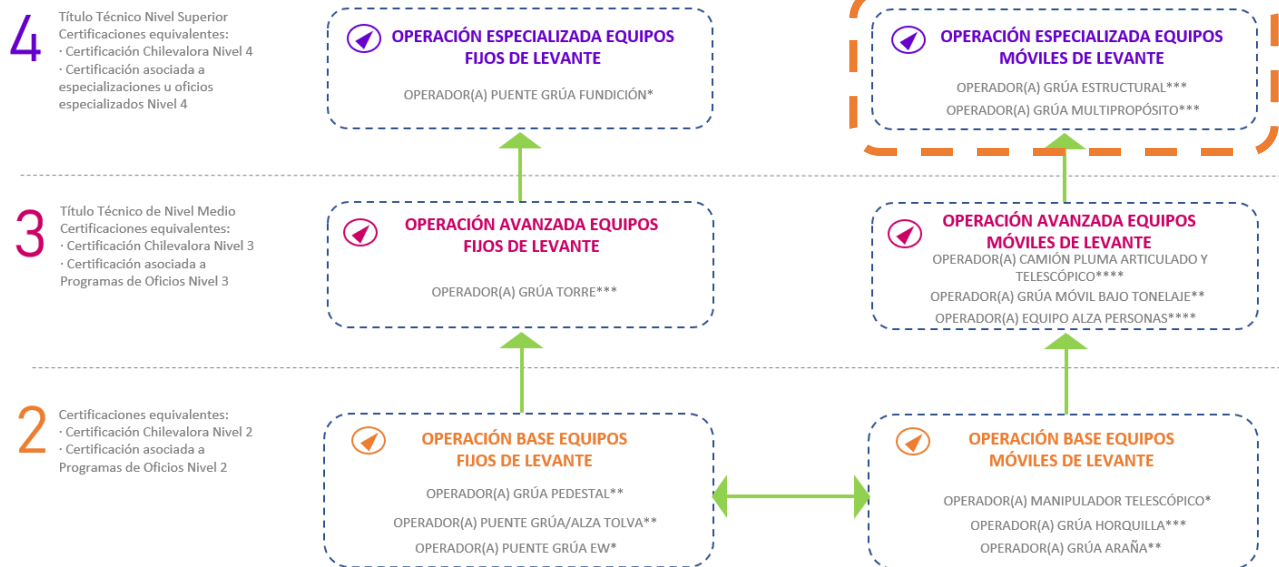 4
Título Técnico Nivel Superior
Certificaciones equivalentes:
· Certificación Chilevalora Nivel 4
· Certificación asociada a
especializaciones u oficios
especializados Nivel 4
OPERACIÓN ESPECIALIZADA EQUIPOS
FIJOS DE LEVANTE
OPERADOR(A) PUENTE GRÚA FUNDICIÓN*
OPERACIÓN ESPECIALIZADA EQUIPOS
MÓVILES DE LEVANTE
OPERADOR(A) GRÚA ESTRUCTURAL***
OPERADOR(A) GRÚA MULTIPROPÓSITO***
3
Título Técnico de Nivel Medio
Certificaciones equivalentes:
· Certificación Chilevalora Nivel 3
· Certificación asociada a
Programas de Oficios Nivel 3
OPERACIÓN AVANZADA EQUIPOS
FIJOS DE LEVANTE
OPERADOR(A) GRÚA TORRE***
OPERACIÓN AVANZADA EQUIPOS
MÓVILES DE LEVANTE
OPERADOR(A) CAMIÓN PLUMA ARTICULADO Y
TELESCÓPICO****
OPERADOR(A) GRÚA MÓVIL BAJO TONELAJE**
OPERADOR(A) EQUIPO ALZA PERSONAS****
2
Certificaciones equivalentes:
· Certificación Chilevalora Nivel 2
· Certificación asociada a
Programas de Oficios Nivel 2
OPERACIÓN BASE EQUIPOS
FIJOS DE LEVANTE
OPERADOR(A) GRÚA PEDESTAL**
OPERADOR(A) PUENTE GRÚA/ALZA TOLVA**
OPERADOR(A) PUENTE GRÚA EW*
OPERACIÓN BASE EQUIPOS
MÓVILES DE LEVANTE
OPERADOR(A) MANIPULADOR TELESCÓPICO*
OPERADOR(A) GRÚA HORQUILLA***
OPERADOR(A) GRÚA ARAÑA**